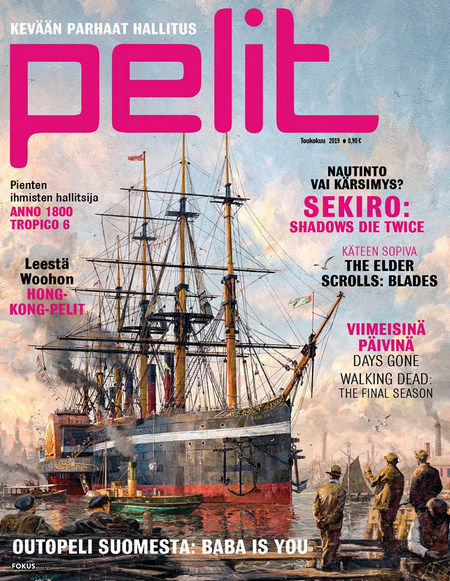 KEVÄÄN PARHAAT HALLITUS
pelit
Toukokuu 2019 ● 8,90 €
Pienten
ihmisten hallitsija
ANNO 1800
TROPICO 6
Leestä
Woohon
HONG-
KONG-PELIT
NAUTINTO
VAI KÄRSIMYS?
SEKIRO:
SHADOWS DIE TWICE
KÄTEEN SOPIVA
THE ELDER
SCROLLS: BLADES
VIIMEISINÄ
PÄIVINÄ
DAYS GONE
WALKING DEAD:
THE FINAL SEASON
OUTOPELI SUOMESTA: BABA IS YOU
FOKUS